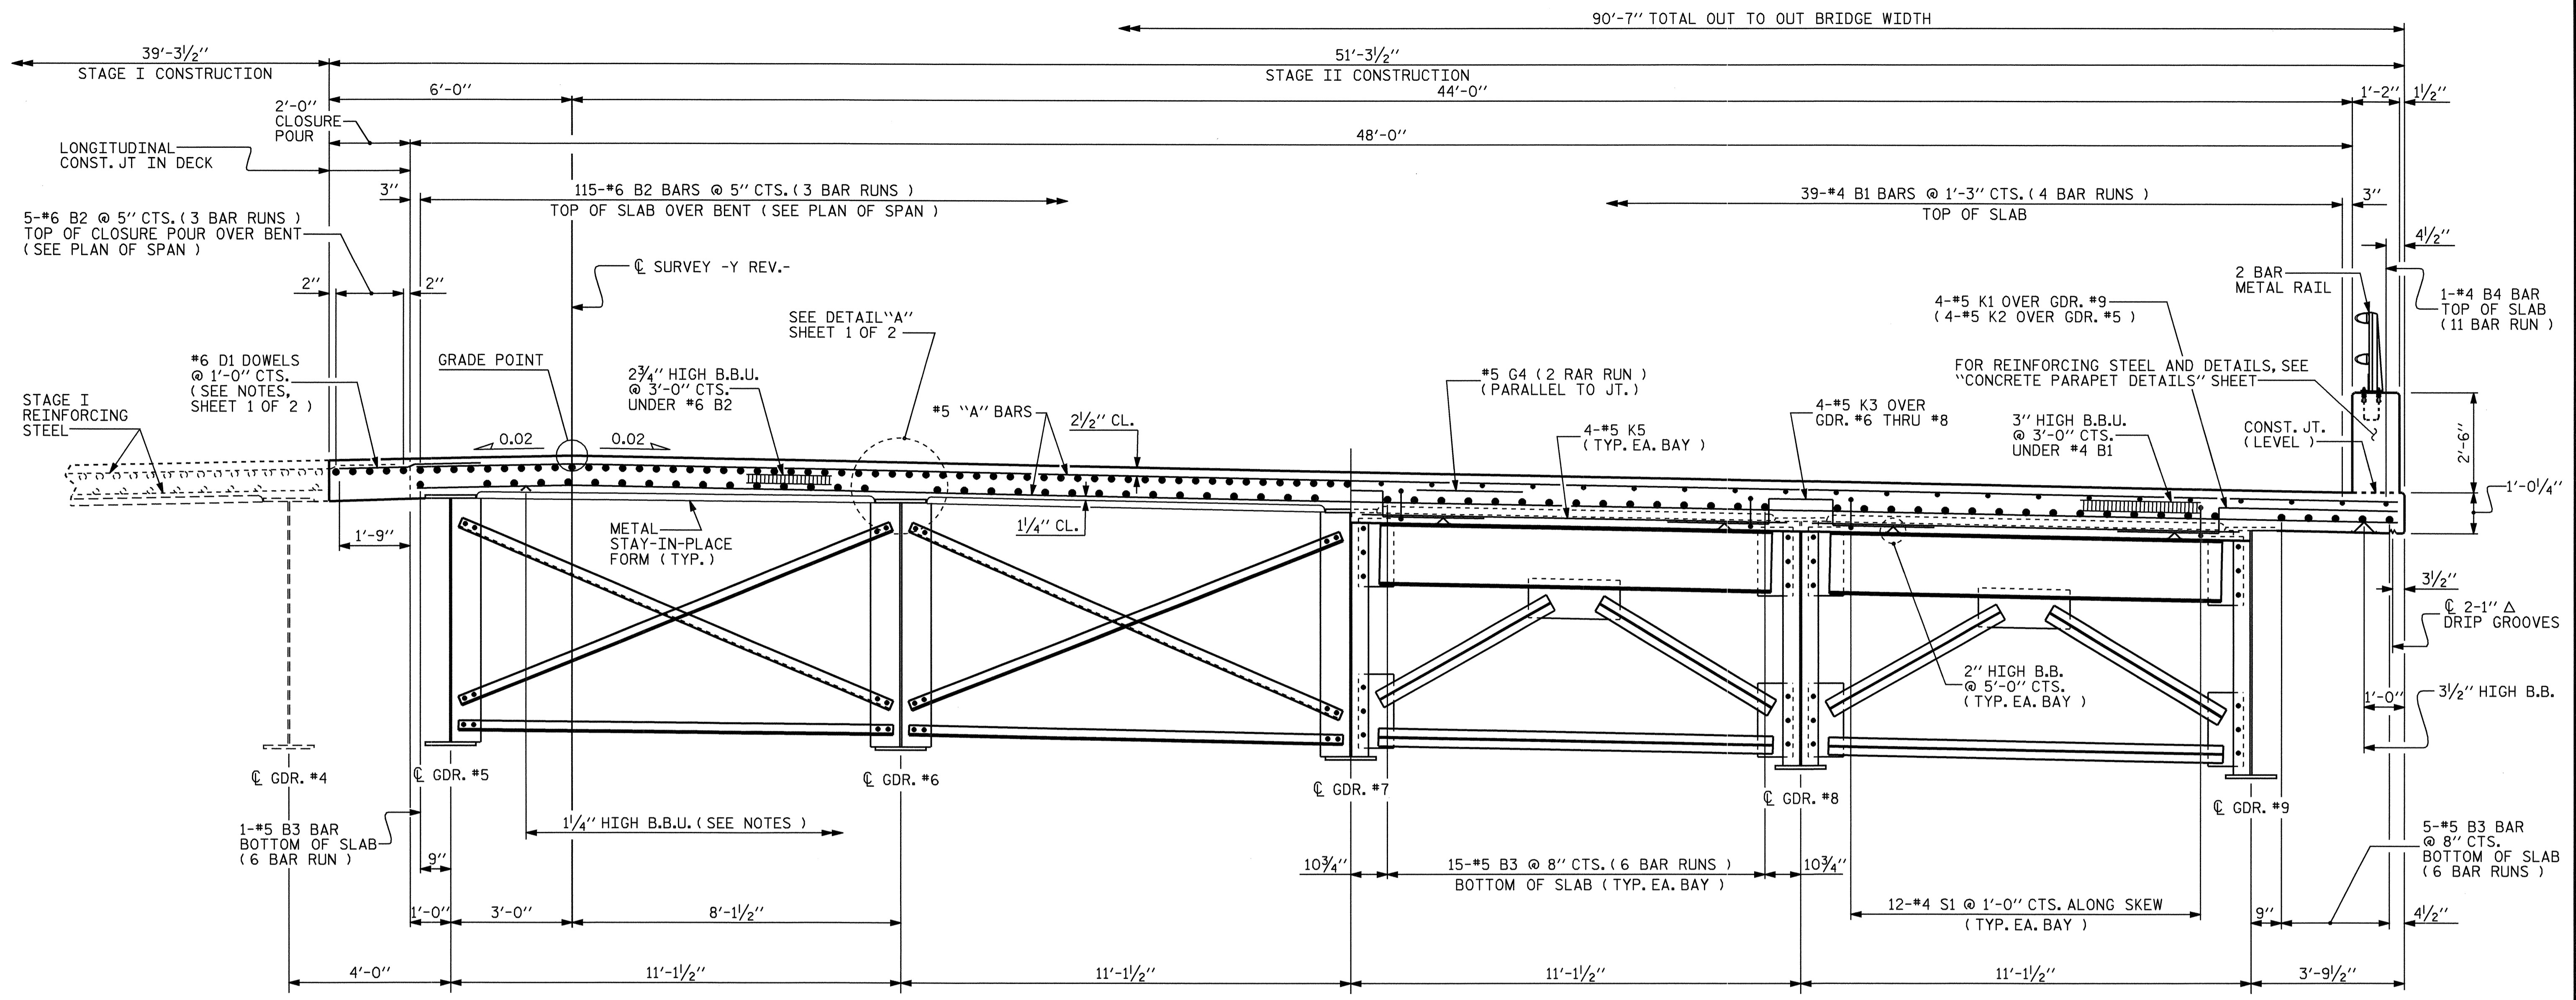 90'-7" TOTAL OUT TO OUT BRIDGE WIDTH
39'-3½"
STAGE I CONSTRUCTION
51'-3½"
STAGE II CONSTRUCTION
6'-0"
44'-0"
1'-2"
1½"
2'-0"
CLOSURE
POUR
48'-0"
LONGITUDINAL
CONST. JT IN DECK
3"
115-#6 B2 BARS @ 5" CTS. (3 BAR RUNS)
TOP OF SLAB OVER BENT (SEE PLAN OF SPAN)
39-#4 B1 BARS @ 1'-3" CTS. (4 BAR RUNS)
TOP OF SLAB
3"
5-#6 B2 @ 5" CTS. (3 BAR RUNS)
TOP OF CLOSURE POUR OVER BENT
(SEE PLAN OF SPAN)
4½"
℄ SURVEY -Y REV.-
2"
2"
2 BAR
METAL RAIL
1-#4 B4 BAR
TOP OF SLAB
(11 BAR RUN)
4-#5 K1 OVER GDR. #9
(4-#5 K2 OVER GDR. #5)
SEE DETAIL "A"
SHEET 1 OF 2
#6 D1 DOWELS
@ 1'-0" CTS.
(SEE NOTES,
SHEET 1 OF 2)
GRADE POINT
2¾" HIGH B.B.U.
@ 3'-0" CTS.
UNDER #6 B2
#5 "A" BARS
2½" CL.
#5 G4 (2 RAR RUN)
(PARALLEL TO JT.)
FOR REINFORCING STEEL AND DETAILS, SEE
"CONCRETE PARAPET DETAILS" SHEET
STAGE I
REINFORCING
STEEL
4-#5 K3 OVER
GDR. #6 THRU #8
3" HIGH B.B.U.
@ 3'-0" CTS.
UNDER #4 B1
CONST. JT.
(LEVEL)
2'-6"
0.02
0.02
4-#5 K5
(TYP. EA. BAY)
1'-0¼"
1'-9"
METAL
STAY-IN-PLACE
FORM (TYP.)
1¼" CL.
3½"
℄ 2-1" △
DRIP GROOVES
2" HIGH B.B.
@ 5'-0" CTS.
(TYP. EA. BAY)
1'-0"
3½" HIGH B.B.
℄ GDR. #4
℄ GDR. #5
℄ GDR. #6
℄ GDR. #7
℄ GDR. #8
℄ GDR. #9
1-#5 B3 BAR
BOTTOM OF SLAB
(6 BAR RUN)
1¼" HIGH B.B.U. (SEE NOTES)
5-#5 B3 BAR
@ 8" CTS.
BOTTOM OF SLAB
(6 BAR RUNS)
9"
10¾"
15-#5 B3 @ 8" CTS. (6 BAR RUNS)
BOTTOM OF SLAB (TYP. EA. BAY)
10¾"
1'-0"
3'-0"
8'-1½"
12-#4 S1 @ 1'-0" CTS. ALONG SKEW
(TYP. EA. BAY)
9"
4½"
4'-0"
11'-1½"
11'-1½"
11'-1½"
11'-1½"
3'-9½"